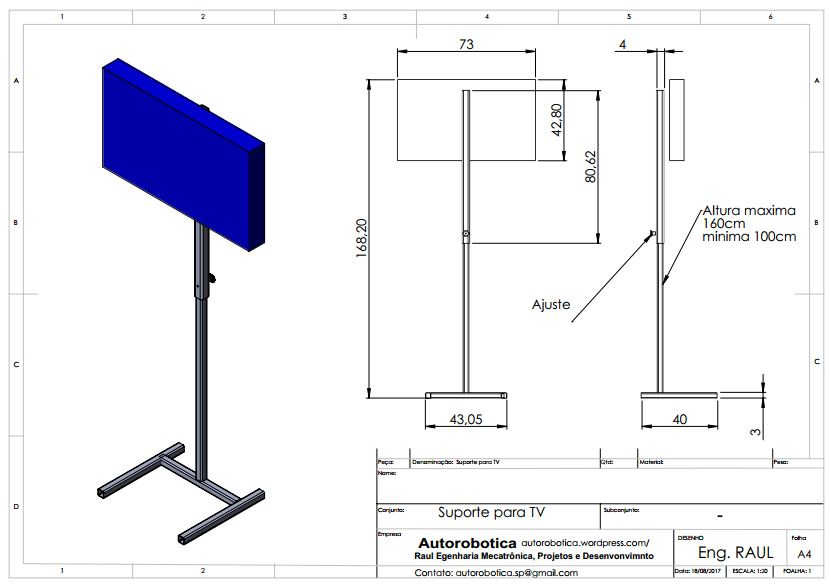 1 2 3 4 5 6
A A
73
4
42,80
80,62
168,20
B B
Altura maxima
160cm
minima 100cm
Ajuste
C C
43,05
40
3
Peça: Denominação: Suporte para TV Qtd: Material: Peso:
Nome:
D
Conjunto: Suporte para TV Subconjunto: -
Empresa
Autorobotica autorobotica.wordpress.com/
Raul Egenharia Mecatrônica, Projetos e Desenvonvimnto
DESENHO
Eng. RAUL
Folha
A4
Contato: autorobotica.sp@gmail.com
Data: 18/08/2017 ESCALA: 1:20 FOALHA: 1
1 2